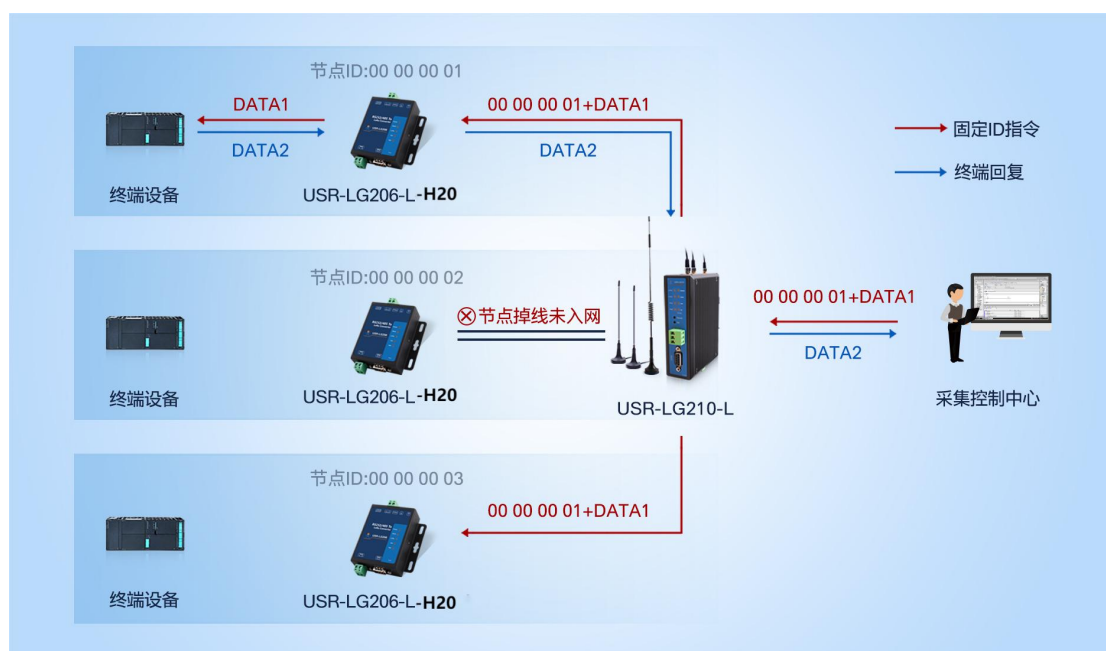 节点ID:00 00 00 01
DATA1
00 00 00 01+DATA1
DATA2
DATA2
终端设备
USR-LG206-L-H20
固定ID指令
终端回复
节点ID:00 00 00 02
⊗节点掉线未入网
00 00 00 01+DATA1
DATA2
终端设备
USR-LG206-L-H20
USR-LG210-L
采集控制中心
节点ID:00 00 00 03
00 00 00 01+DATA1
终端设备
USR-LG206-L-H20